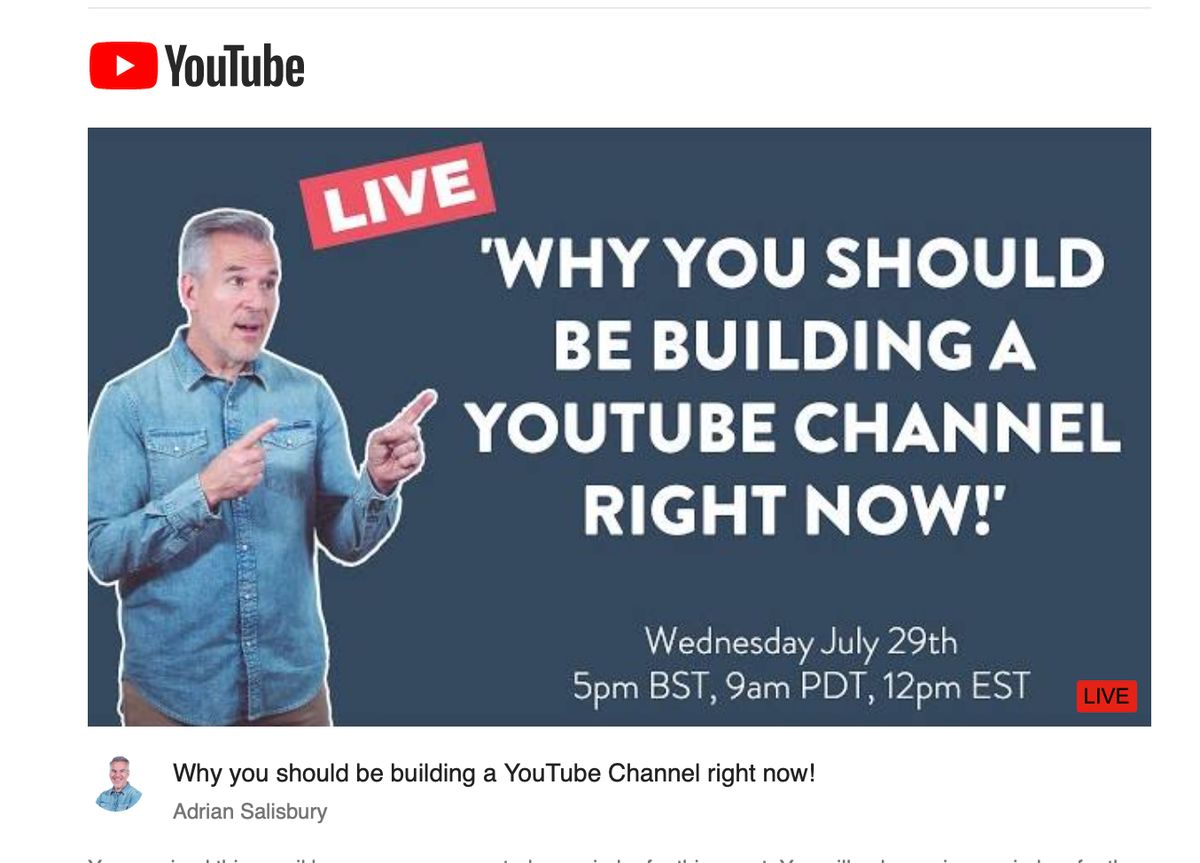 YouTube
LIVE
'WHY YOU SHOULD
BE BUILDING A
YOUTUBE CHANNEL
RIGHT NOW!'
Wednesday July 29th
5pm BST, 9am PDT, 12pm EST
LIVE
Why you should be building a YouTube Channel right now!
Adrian Salisbury